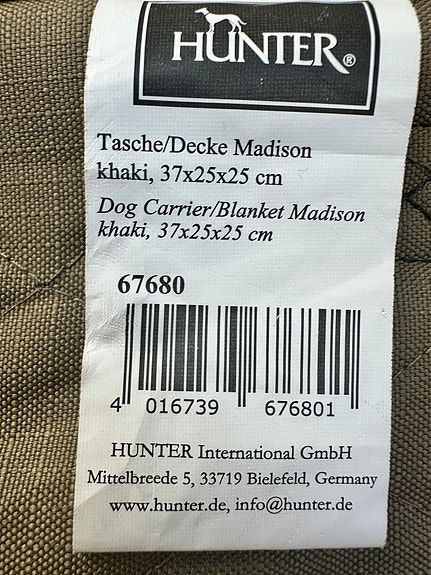 HUNTER®
Tasche/Decke Madison
khaki, 37x25x25 cm
Dog Carrier/Blanket Madison
khaki, 37x25x25 cm
67680
4 016739 676801
HUNTER International GmbH
Mittelbreede 5, 33719 Bielefeld, Germany
www.hunter.de, info@hunter.de